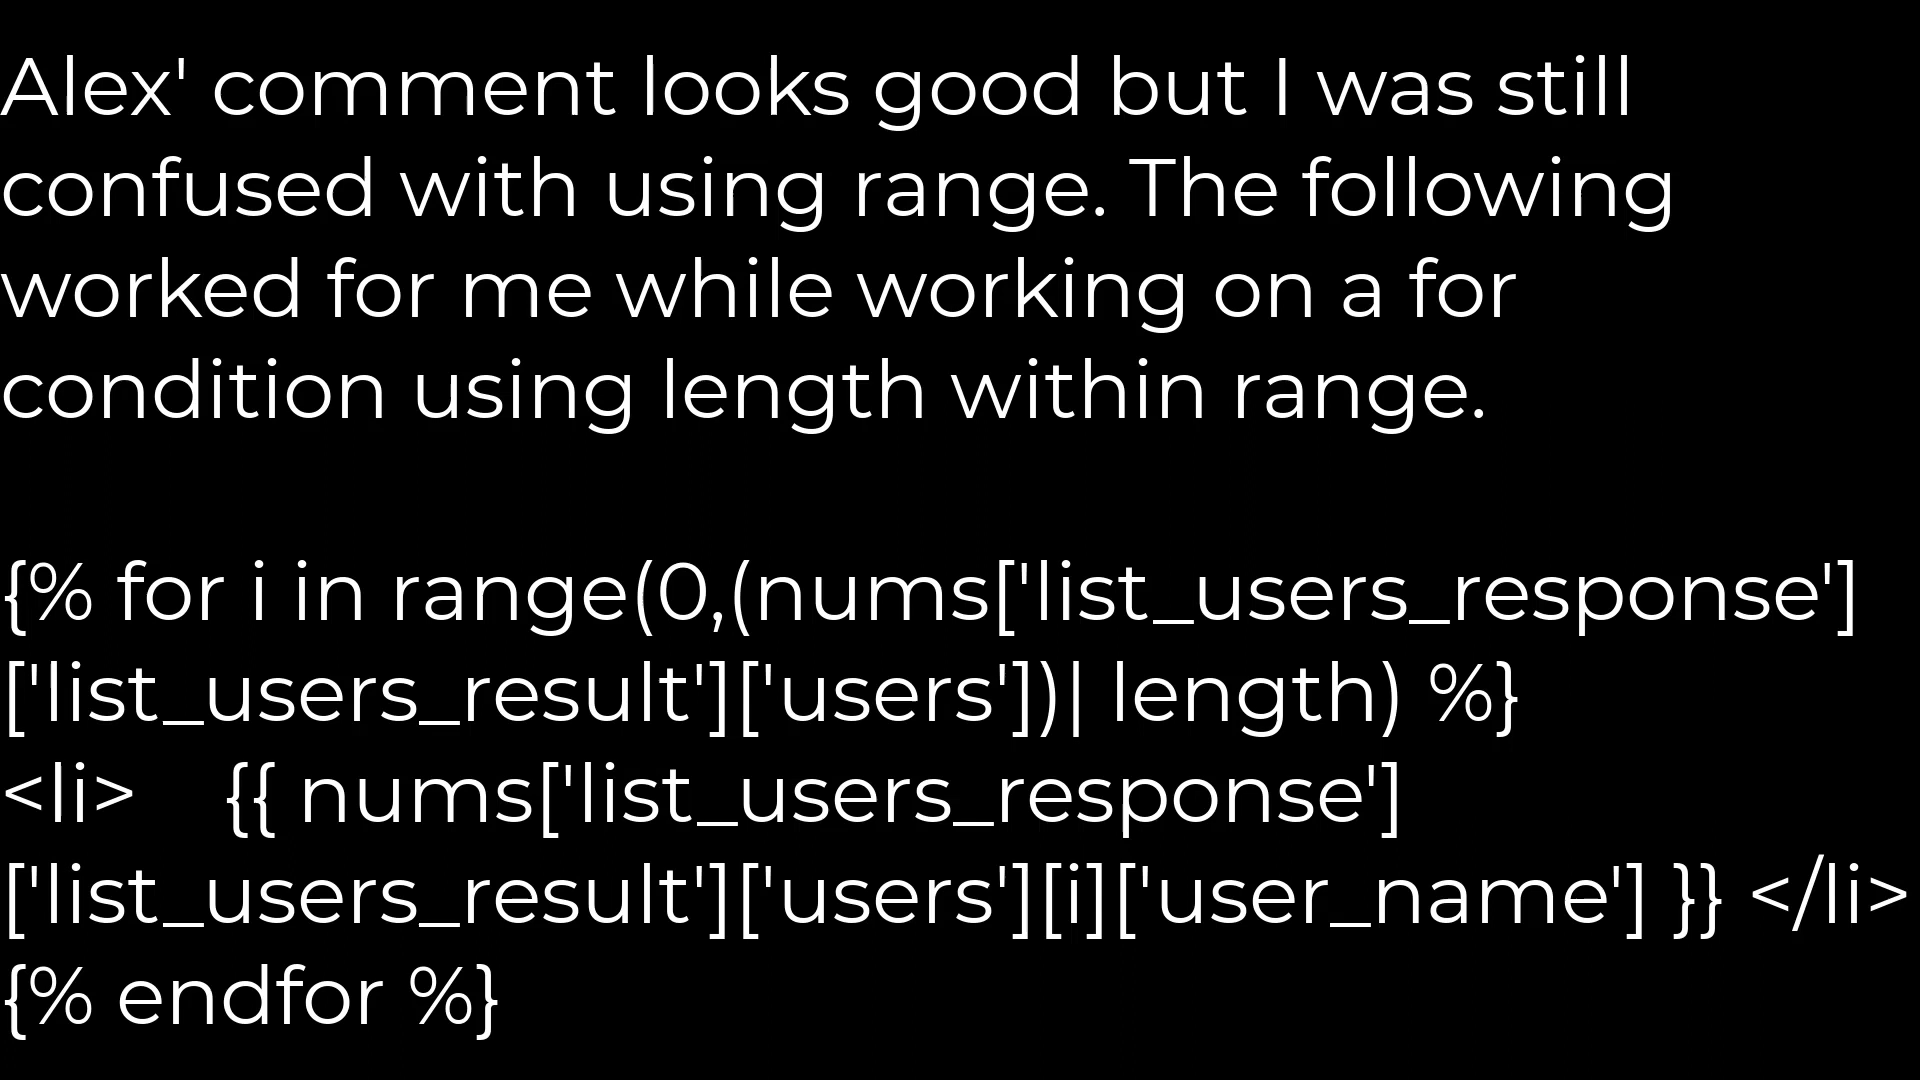 Alex' comment looks good but I was still
confused with using range. The following
worked for me while working on a for
condition using length within range.
{% for i in range(0,(nums['list_users_response']
['list_users_result']['users'])| length) %}
<li>    {{ nums['list_users_response']
['list_users_result']['users'][i]['user_name'] }} </li>
{% endfor %}